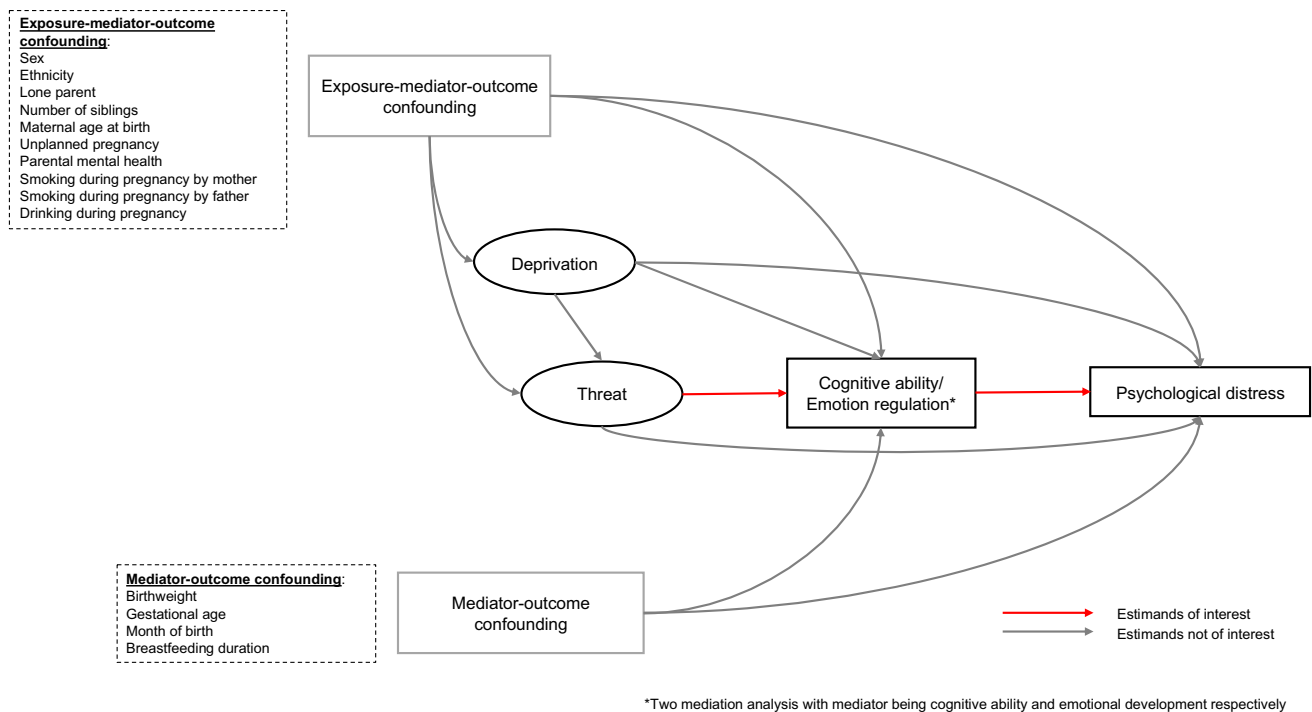 Exposure-mediator-outcome
confounding:
Sex
Ethnicity
Lone parent
Number of siblings
Maternal age at birth
Unplanned pregnancy
Parental mental health
Smoking during pregnancy by mother
Smoking during pregnancy by father
Drinking during pregnancy
Exposure-mediator-outcome
confounding
Deprivation
Threat
Cognitive ability/
Emotion regulation*
Psychological distress
Mediator-outcome confounding:
Birthweight
Gestational age
Month of birth
Breastfeeding duration
Mediator-outcome
confounding
Estimands of interest
Estimands not of interest
*Two mediation analysis with mediator being cognitive ability and emotional development respectively